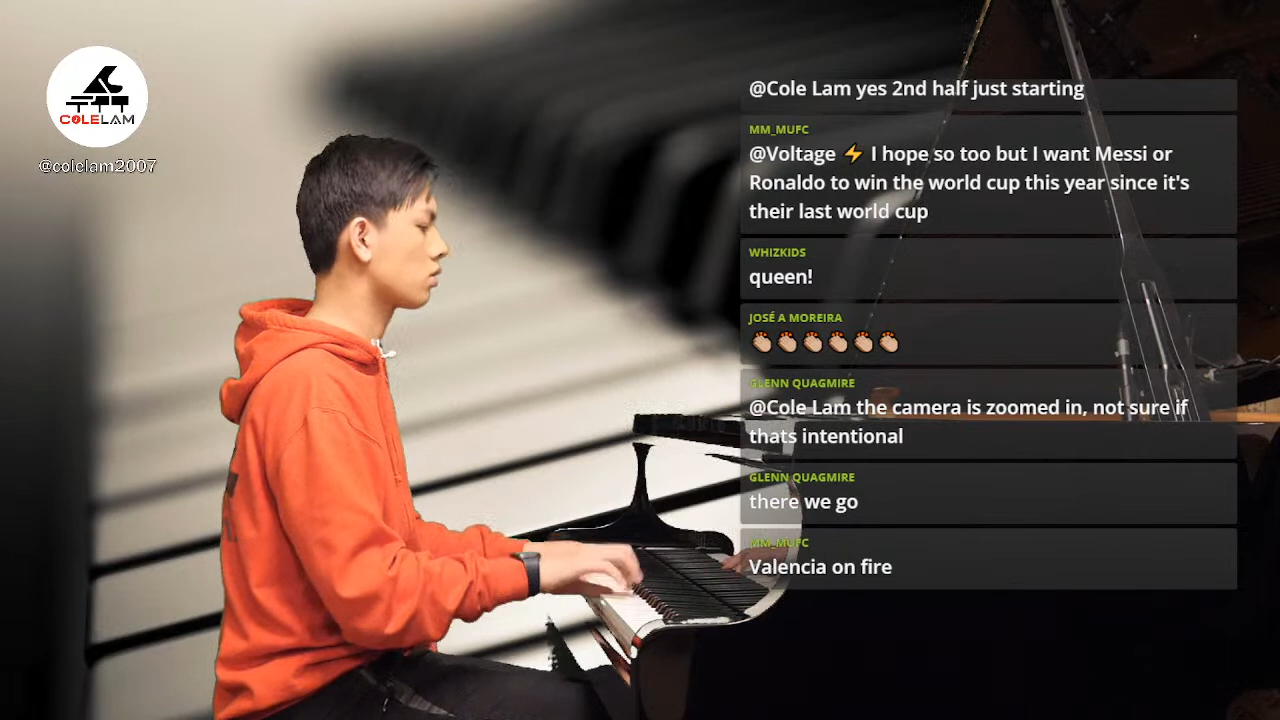 COLELAM
@colelam2007
@Cole Lam yes 2nd half just starting
MM_MUFC
@Voltage ⚡ I hope so too but I want Messi or
Ronaldo to win the world cup this year since it's
their last world cup
WHIZKIDS
queen!
JOSÉ A MOREIRA
👏🏼👏🏼👏🏼👏🏼👏🏼👏🏼
GLENN QUAGMIRE
@Cole Lam the camera is zoomed in, not sure if
thats intentional
GLENN QUAGMIRE
there we go
MM_MUFC
Valencia on fire